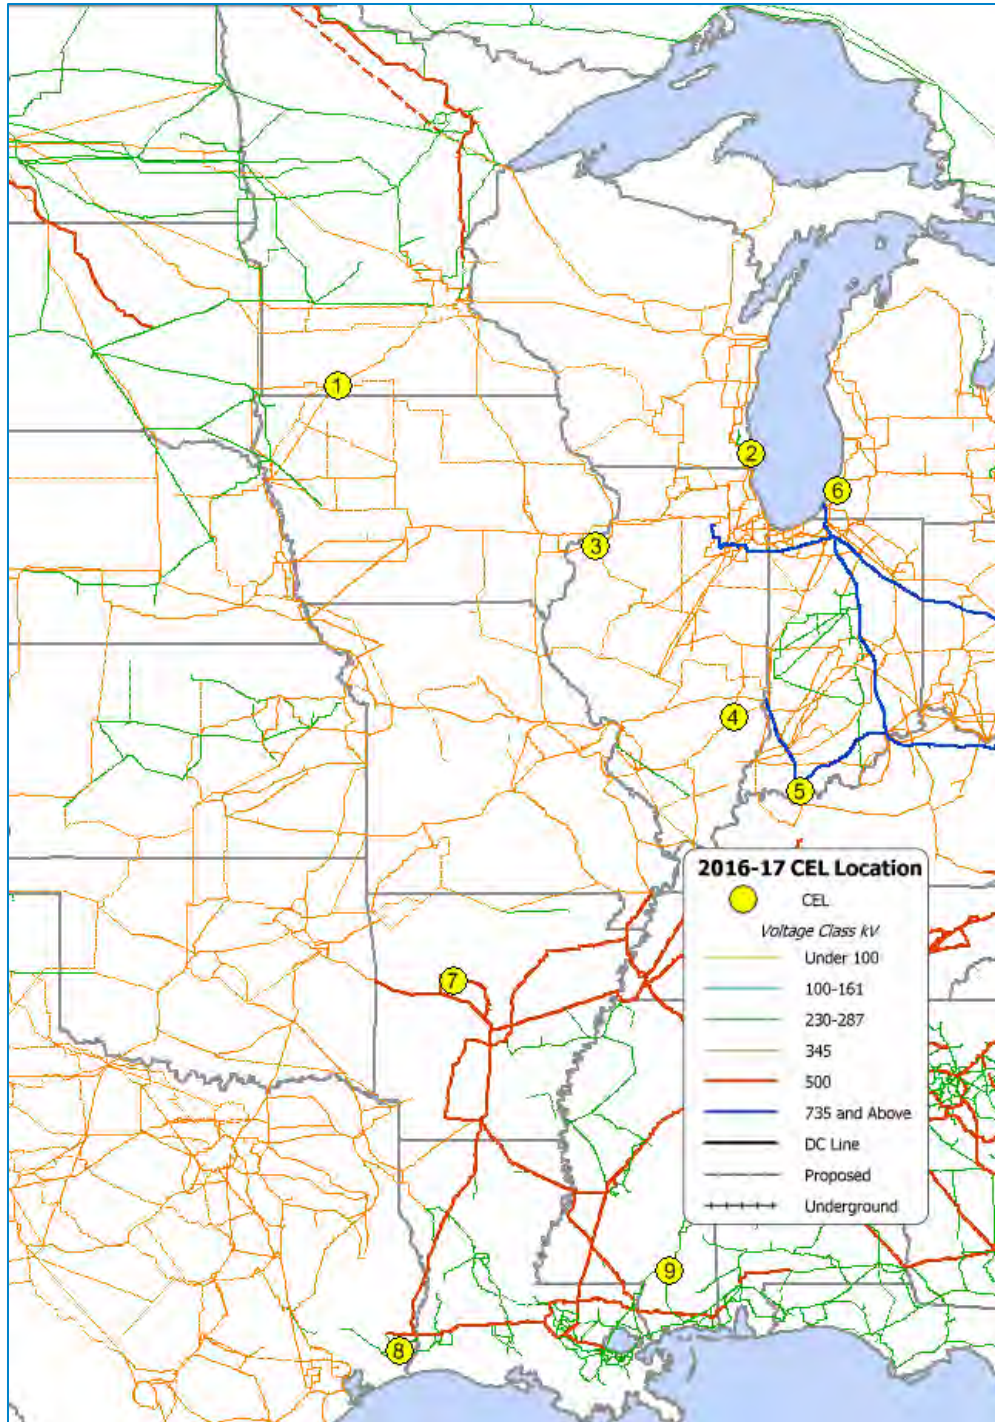 1
2
6
3
4
5
2016-17 CEL Location
CEL
Voltage Class kV
Under 100
100-161
230-287
345
500
735 and Above
DC Line
Proposed
Underground
7
9
8